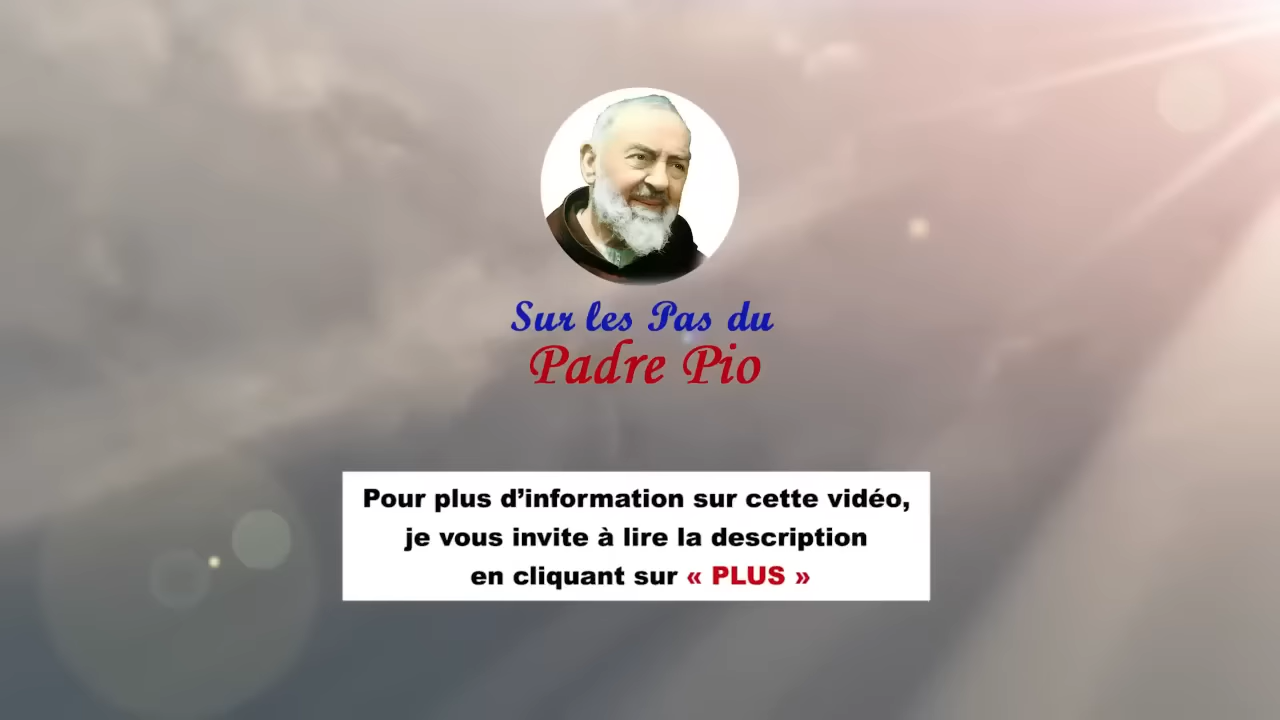 Sur les Pas du
Padre Pio
Pour plus d’information sur cette vidéo,
je vous invite à lire la description
en cliquant sur « PLUS »